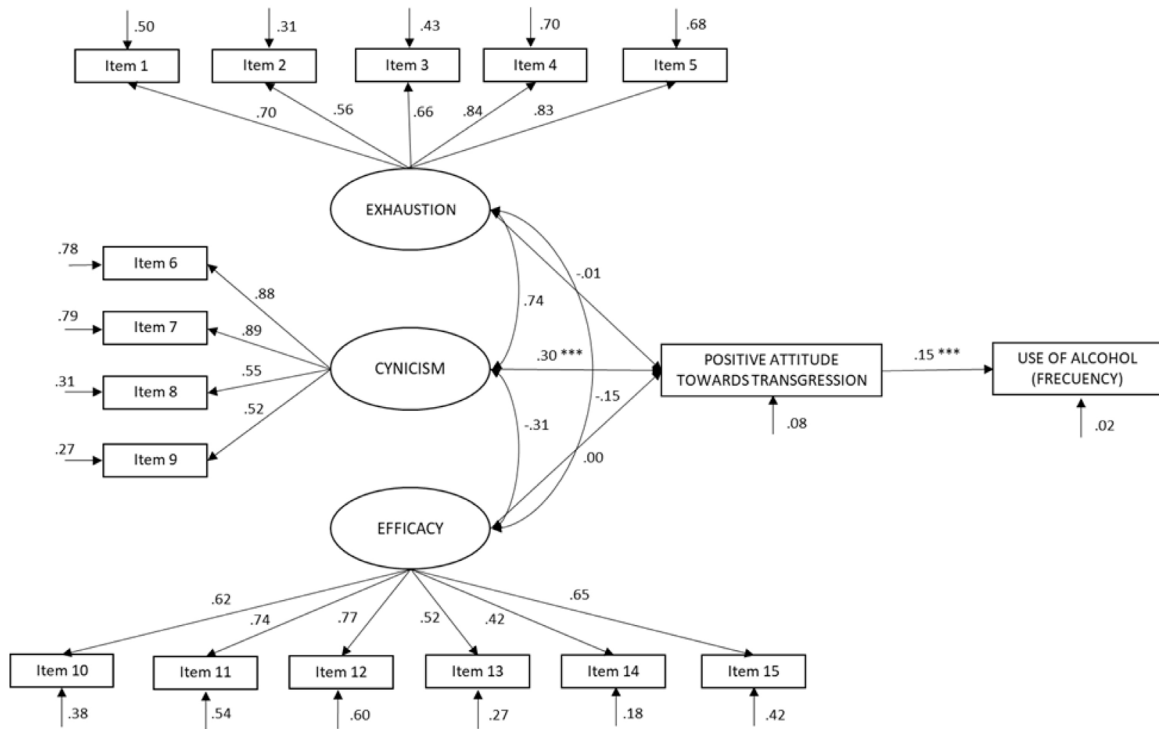 .50 .31 .43 .70 .68
Item 1 Item 2 Item 3 Item 4 Item 5
.70 .56 .66 .84 .83
EXHAUSTION
.78
Item 6
.88
-.01
.74
.79
Item 7
.89
.30 ***
CYNICISM
POSITIVE ATTITUDE
TOWARDS TRANSGRESSION
.15 ***
USE OF ALCOHOL
(FRECUENCY)
.31
Item 8
.55
-.15
.52
.08
.02
-.31
.27
Item 9
.00
EFFICACY
.62 .74 .77 .52 .42 .65
Item 10 Item 11 Item 12 Item 13 Item 14 Item 15
.38 .54 .60 .27 .18 .42